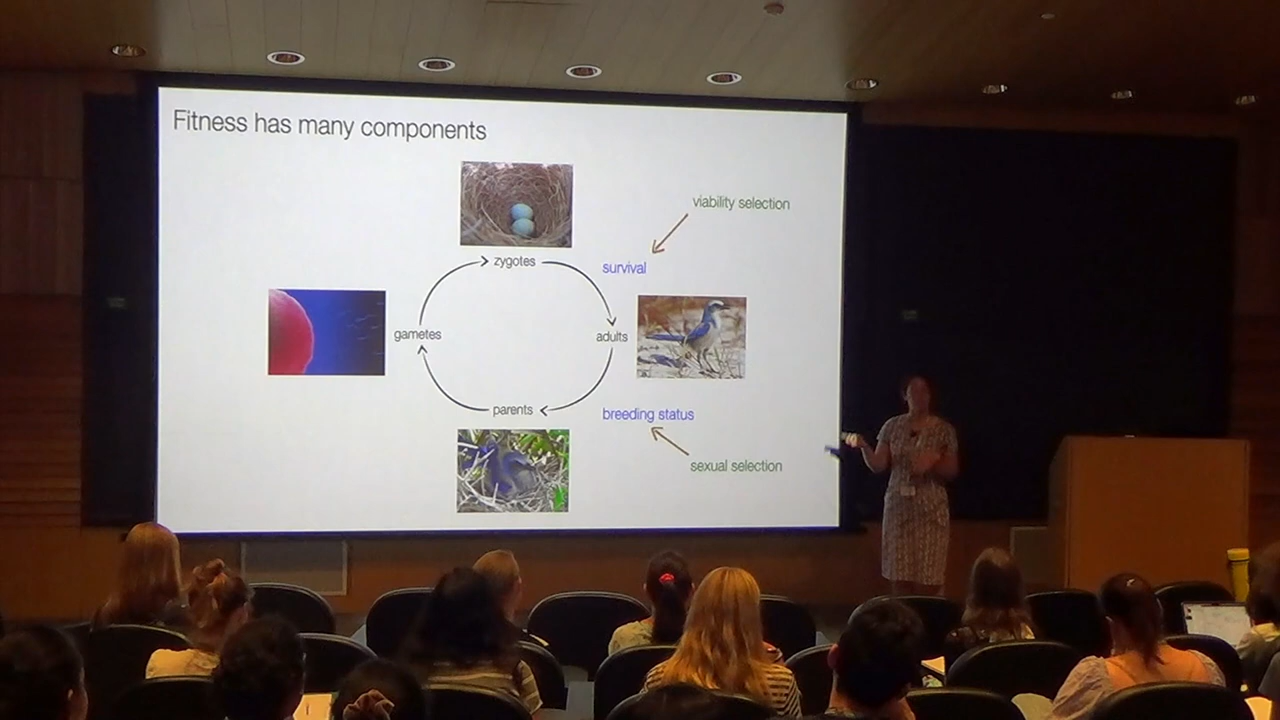 Fitness has many components
viability selection
zygotes
survival
gametes
adults
parents
breeding status
sexual selection